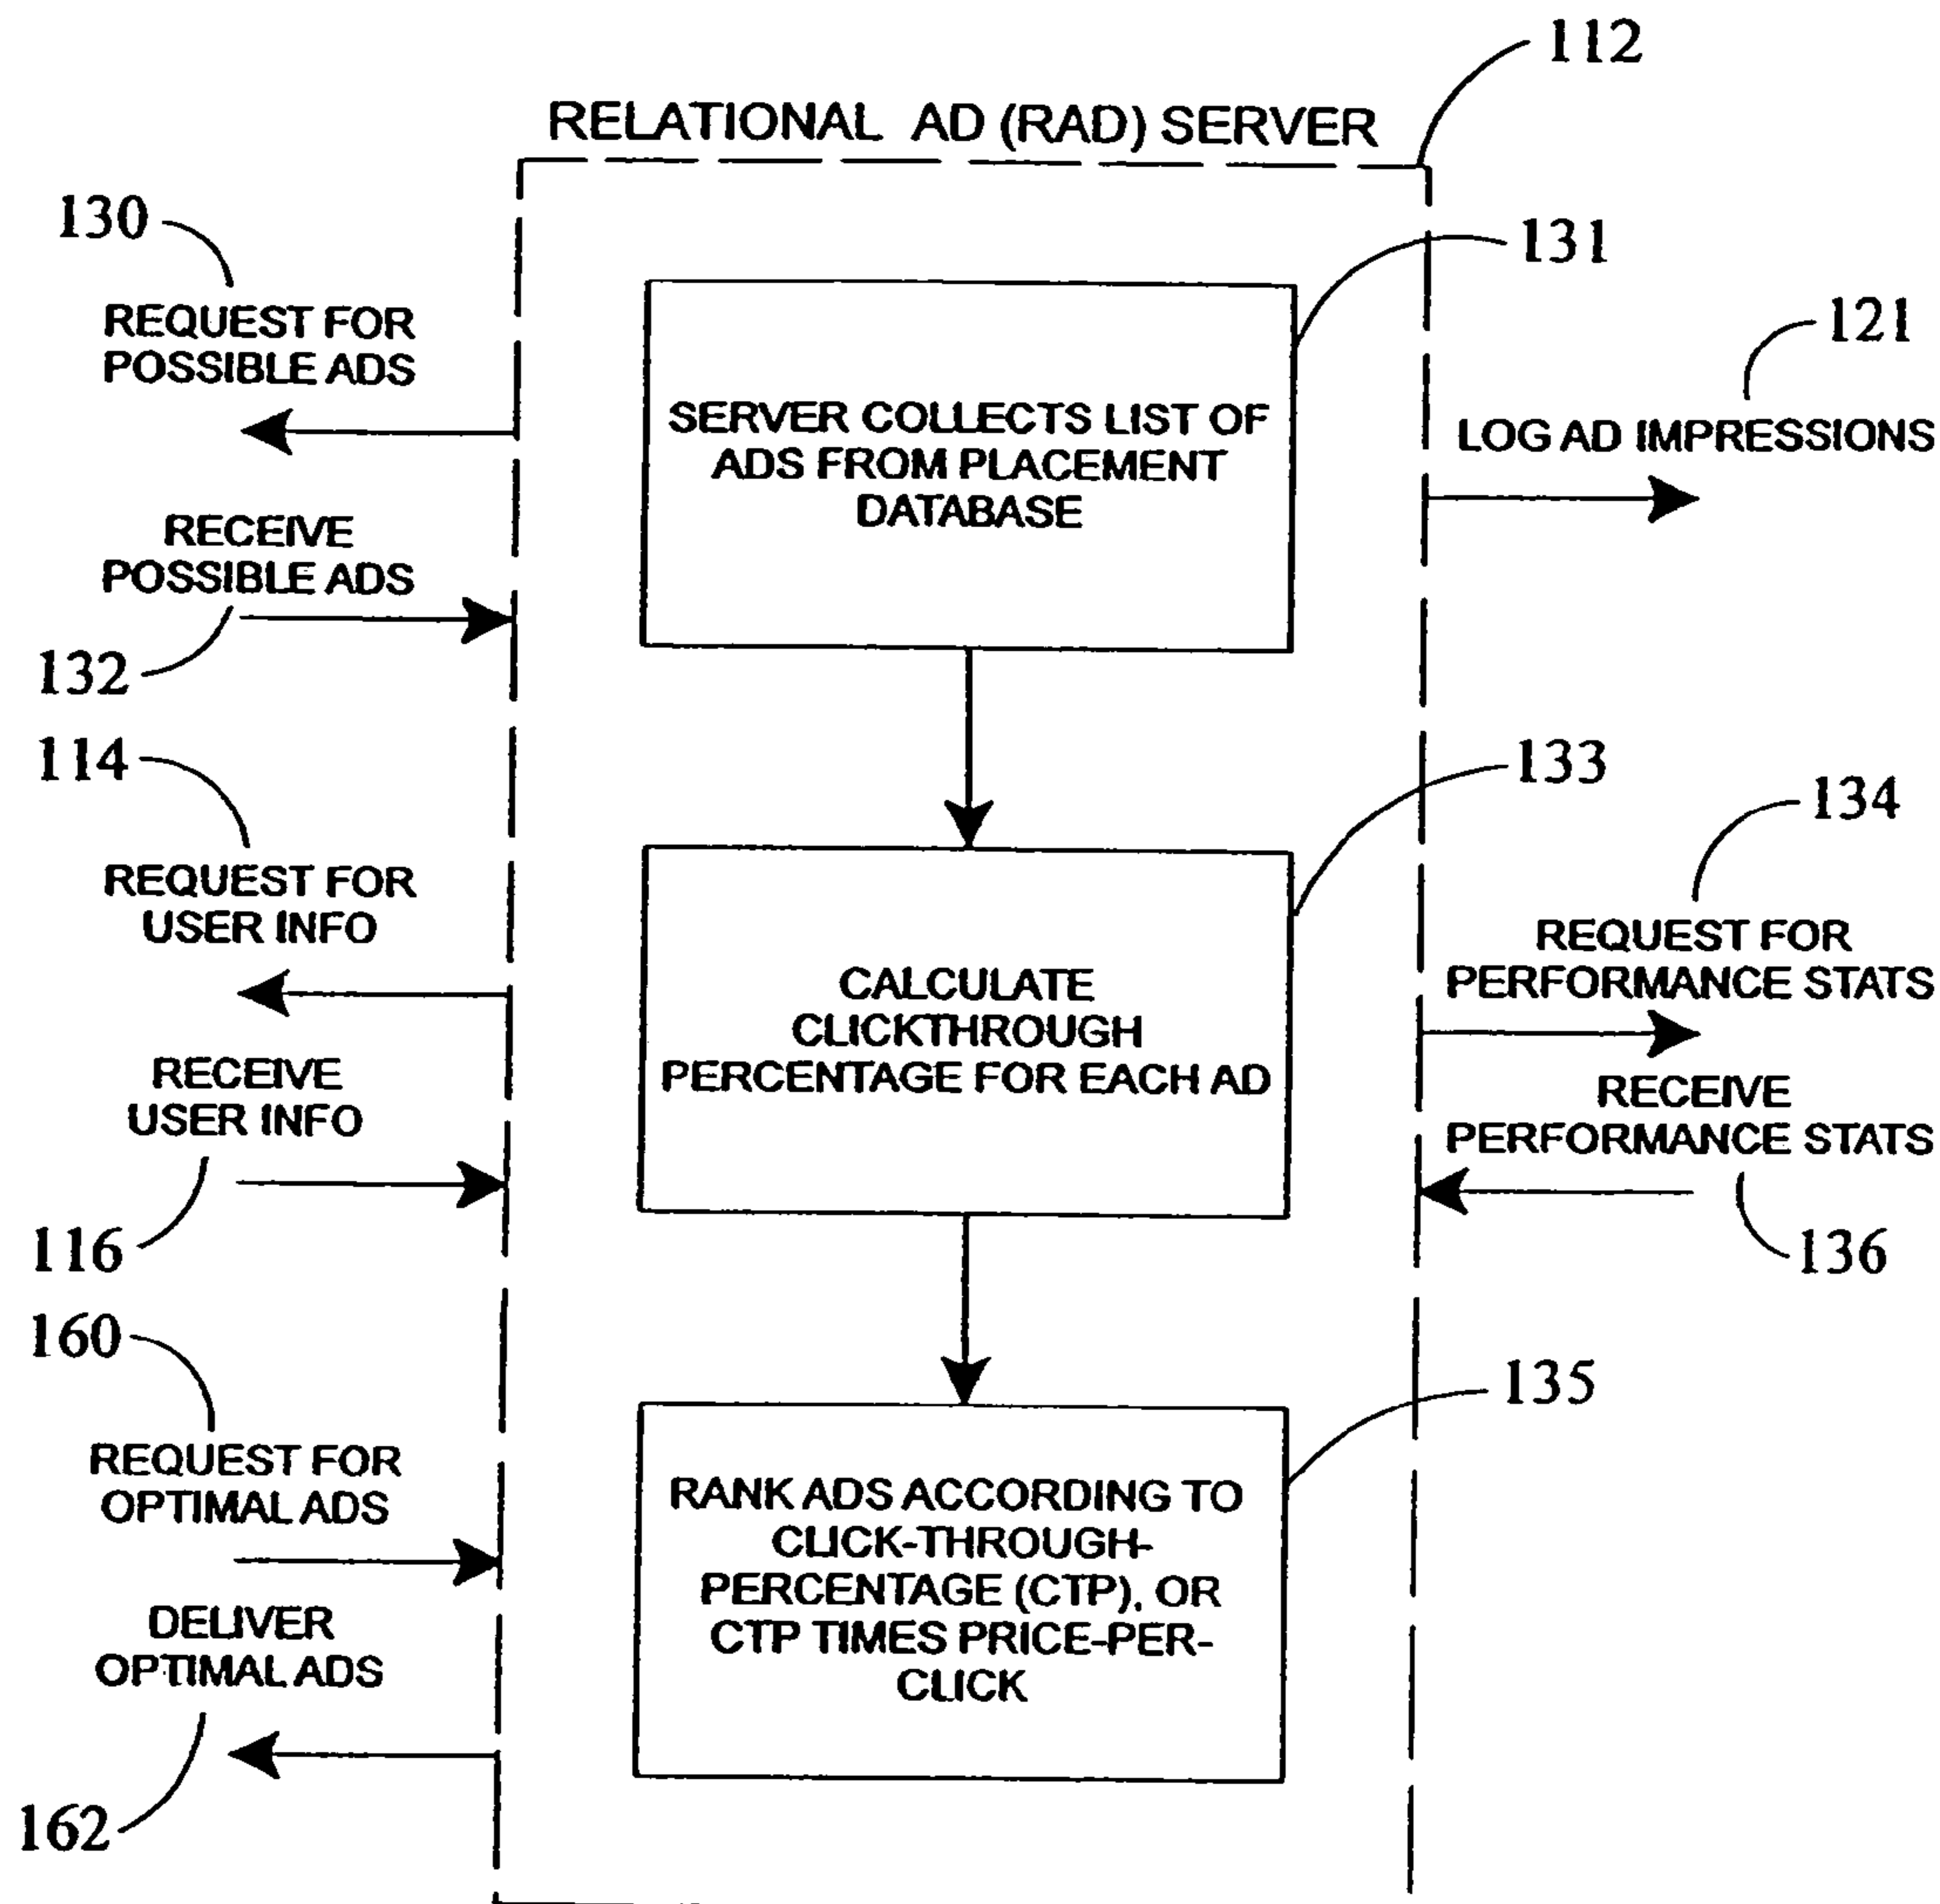 112
RELATIONAL AD (RAD) SERVER
130
131
REQUEST FOR
POSSIBLE ADS
121
SERVER COLLECTS LIST OF
ADS FROM PLACEMENT
DATABASE
LOG AD IMPRESSIONS
RECEIVE
POSSIBLE ADS
132
114
133
134
REQUEST FOR
USER INFO
CALCULATE
CLICKTHROUGH
PERCENTAGE FOR EACH AD
REQUEST FOR
PERFORMANCE STATS
RECEIVE
USER INFO
RECEIVE
PERFORMANCE STATS
116
136
160
135
REQUEST FOR
OPTIMAL ADS
RANK ADS ACCORDING TO
CLICK-THROUGH-
PERCENTAGE (CTP), OR
CTP TIMES PRICE-PER-
CLICK
DELIVER
OPTIMAL ADS
162